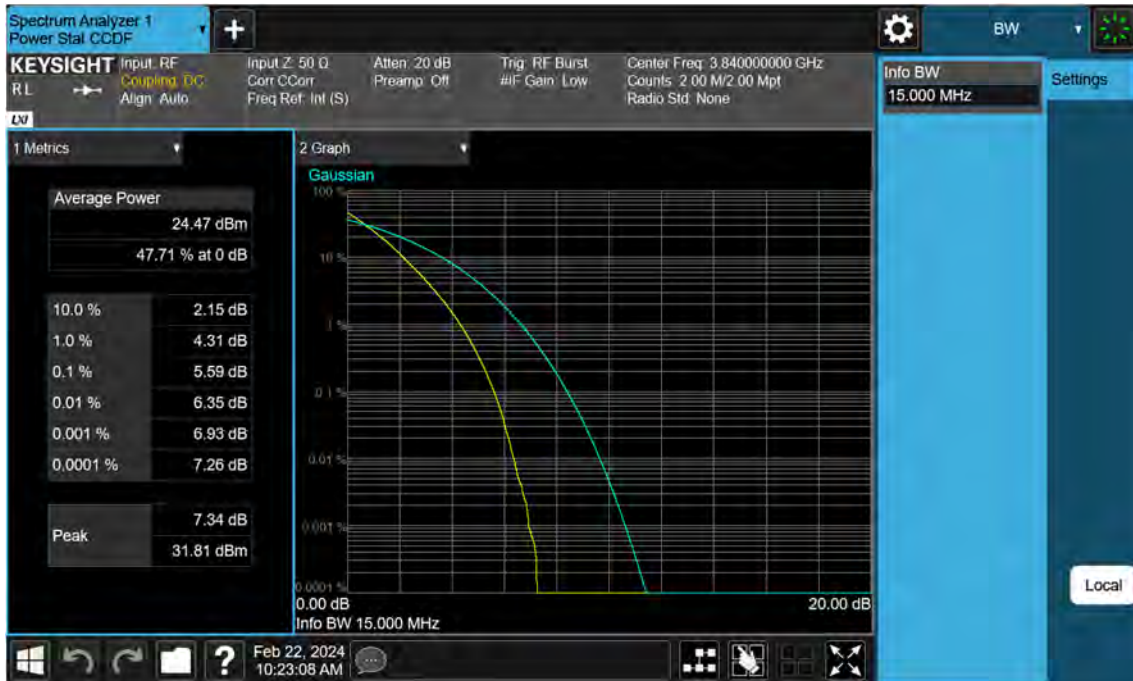 Spectrum Analyzer 1
Power Stat CCDF
BW
KEYSIGHT
RL
LXI
Input: RF
Coupling: DC
Align: Auto
Input Z: 50 Ω
Corr CCorr
Freq Ref: Int (S)
Atten: 20 dB
Preamp: Off
Trig: RF Burst
#IF Gain: Low
Center Freq: 3.840000000 GHz
Counts: 2.00 M/2.00 Mpt
Radio Std: None
Info BW
15.000 MHz
Settings
1 Metrics
Average Power
24.47 dBm
47.71 % at 0 dB
10.0 % 2.15 dB
1.0 % 4.31 dB
0.1 % 5.59 dB
0.01 % 6.35 dB
0.001 % 6.93 dB
0.0001 % 7.26 dB
Peak 7.34 dB
31.81 dBm
2 Graph
Gaussian
100 %
10 %
1 %
0.1 %
0.01 %
0.001 %
0.0001 %
0.00 dB 20.00 dB
Info BW 15.000 MHz
Local
?
Feb 22, 2024
10:23:08 AM